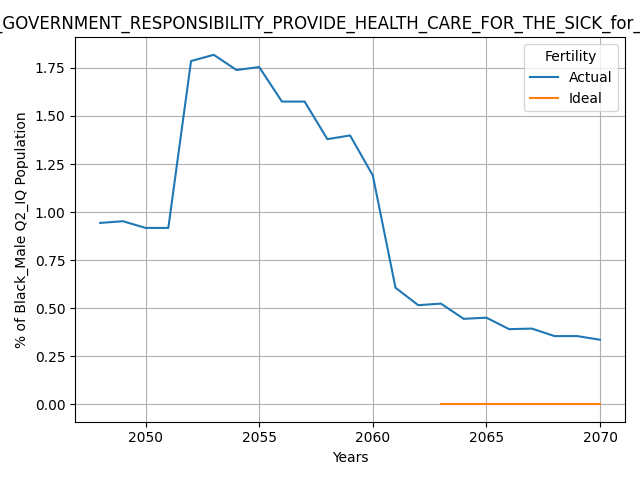 _GOVERNMENT_RESPONSIBILITY_PROVIDE_HEALTH_CARE_FOR_THE_SICK_for_
Fertility
Actual
Ideal
% of Black_Male Q2_IQ Population
1.75
1.50
1.25
1.00
0.75
0.50
0.25
0.00
2050
2055
2060
2065
2070
Years